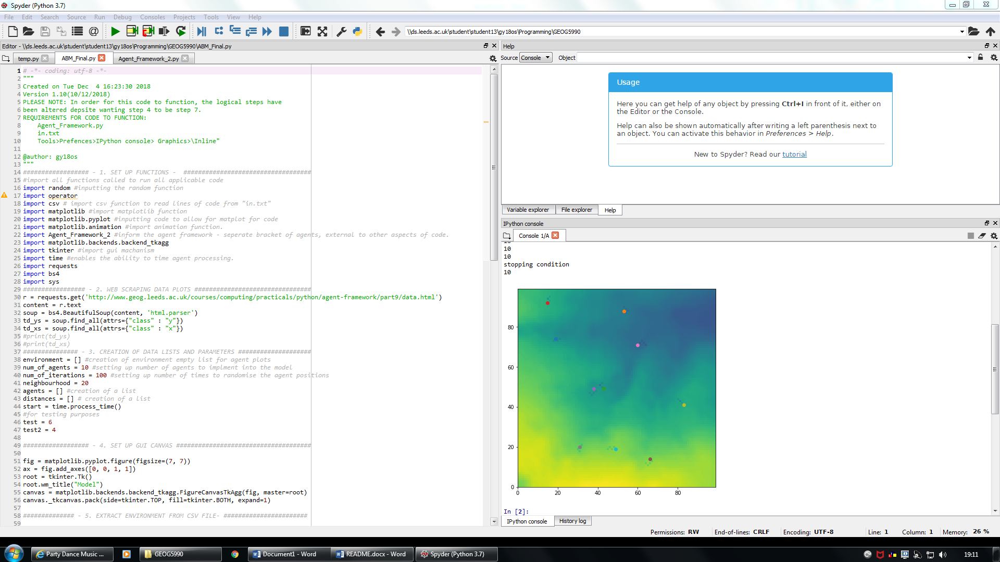 Spyder (Python 3.7)
File Edit Search Source Run Debug Consoles Projects Tools View Help
\\ds.leeds.ac.uk\student\student13\gy18os\Programming\GEOG5990
Editor - \\ds.leeds.ac.uk\student\student13\gy18os\Programming\GEOG5990\ABM_Final.py
temp.py ABM_Final.py Agent_Framework_2.py
1 # -*- coding: utf-8 -*-
2 """
3 Created on Tue Dec  4 16:23:30 2018
4 Version 1.10(10/12/2018)
5 PLEASE NOTE: In order for this code to function, the logical steps have
6 been altered depsite wanting step 4 to be step 7.
7 REQUIREMENTS FOR CODE TO FUNCTION:
8     Agent_Framework.py
9     in.txt
10     Tools>Prefences>IPython console> Graphics>\Inline"
11
12 @author: gy18os
13 """
14 ################## - 1. SET UP FUNCTIONS -  ###################################
15 #import all functions called to run all applicable code
16 import random #inputting the random function
17 import operator
18 import csv # import csv function to read lines of code from "in.txt"
19 import matplotlib #import matplotlib function
20 import matplotlib.pyplot #inputting code to allow for matplot for code
21 import matplotlib.animation #import animation function.
22 import Agent_Framework_2 #inform the agent framework - seperate bracket of agents, external to other aspects of code.
23 import matplotlib.backends.backend_tkagg
24 import tkinter #import gui machanism
25 import time #enables the ability to time agent processing.
26 import requests
27 import bs4
28 import sys
29 ################# - 2. WEB SCRAPING DATA PLOTS ################################
30 r = requests.get('http://www.geog.leeds.ac.uk/courses/computing/practicals/python/agent-framework/part9/data.html')
31 content = r.text
32 soup = bs4.BeautifulSoup(content, 'html.parser')
33 td_ys = soup.find_all(attrs={"class" : "y"})
34 td_xs = soup.find_all(attrs={"class" : "x"})
35 #print(td_ys)
36 #print(td_xs)
37 ############### - 3. CREATION OF DATA LISTS AND PARAMETERS ####################
38 environment = [] #creation of environment empty list for agent plots
39 num_of_agents = 10 #setting up number of agents to implment into the model
40 num_of_iterations = 100 #setting up number of times to randomise the agent positions
41 neighbourhood = 20
42 agents = [] #creation of a list
43 distances = [] # creation of a list
44 start = time.process_time()
45 #for testing purposes
46 test = 6
47 test2 = 4
48
49 ################## - 4. SET UP GUI CANVAS #####################################
50
51 fig = matplotlib.pyplot.figure(figsize=(7, 7))
52 ax = fig.add_axes([0, 0, 1, 1])
53 root = tkinter.Tk()
54 root.wm_title("Model")
55 canvas = matplotlib.backends.backend_tkagg.FigureCanvasTkAgg(fig, master=root)
56 canvas._tkcanvas.pack(side=tkinter.TOP, fill=tkinter.BOTH, expand=1)
57
58 ############## - 5. EXTRACT ENVIRONMENT FROM CSV FILE- #######################
59
Help
Source Console Object
Usage
Here you can get help of any object by pressing Ctrl+I in front of it, either on
the Editor or the Console.
Help can also be shown automatically after writing a left parenthesis next to
an object. You can activate this behavior in Preferences > Help.
New to Spyder? Read our tutorial
Variable explorer File explorer Help
IPython console
Console 1/A
10
10
10
stopping condition
10
80
60
40
20
0
0 20 40 60 80
In [2]:
IPython console History log
Permissions: RW End-of-lines: CRLF Encoding: UTF-8 Line: 1 Column: 1 Memory: 26 %
Party Dance Music ... GEOG5990 Document1 - Word README.docx - Word Spyder (Python 3.7) 19:11